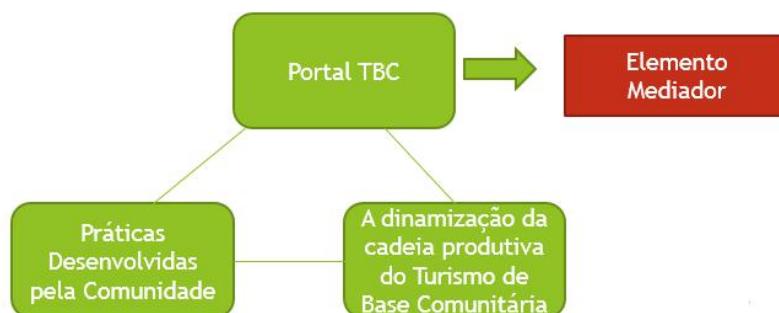 Portal TBC
Elemento
Mediador
Práticas
Desenvolvidas
pela Comunidade
A dinamização da
cadeia produtiva
do Turismo de
Base Comunitária